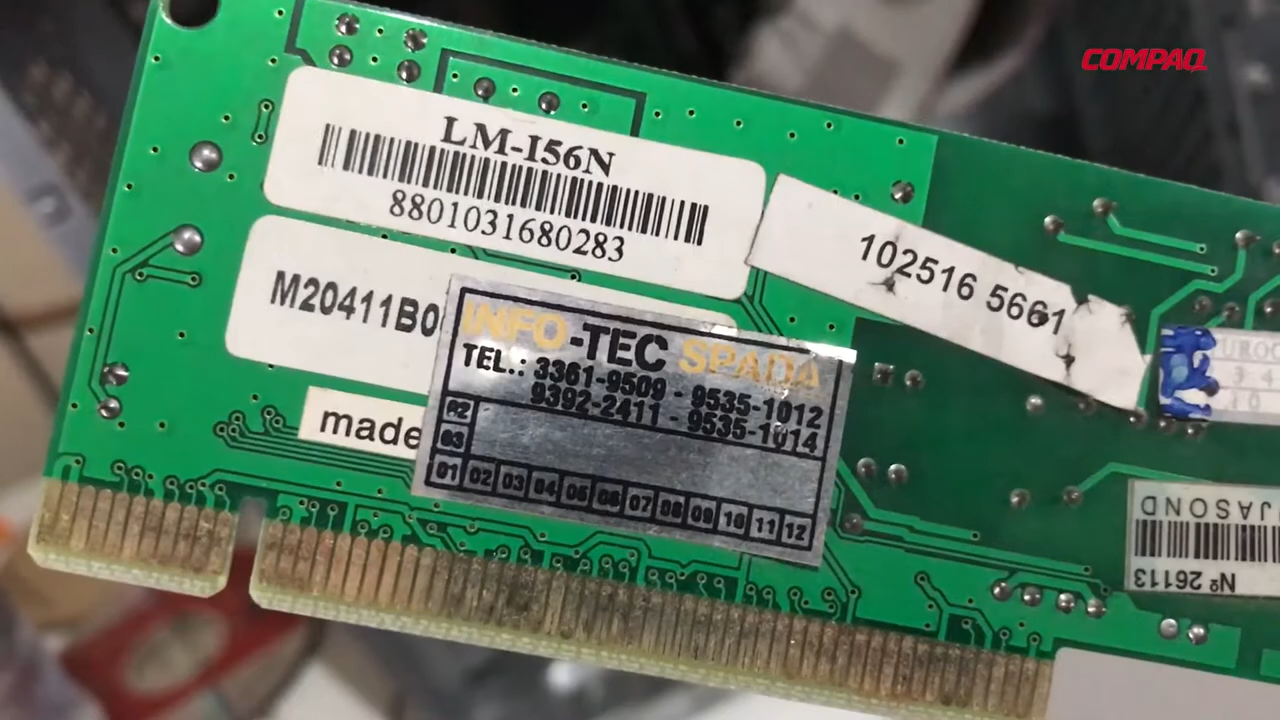 COMPAQ
LM-I56N
8801031680283
102516 5661
M20411B0
INFO-TEC SPADA
TEL.: 3361-9509 - 9535-1012
9392-2411 - 9535-1014
made
02
03
01 02 03 04 05 06 07 08 09 10 11 12
JASOND
Nº 26113